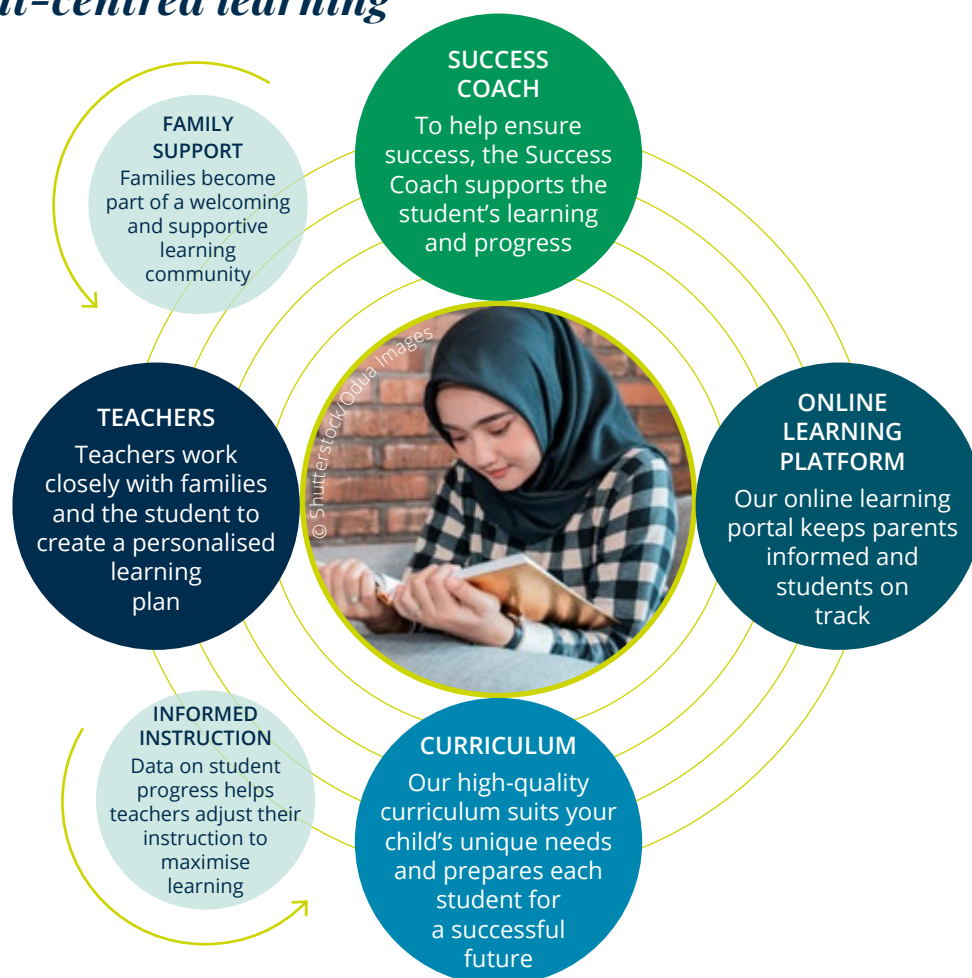 -centred learning
SUCCESS
COACH
To help ensure
success, the Success
Coach supports the
student’s learning
and progress
FAMILY
SUPPORT
Families become
part of a welcoming
and supportive
learning
community
TEACHERS
Teachers work
closely with families
and the student to
create a personalised
learning
plan
© Shutterstock/Odua Images
ONLINE
LEARNING
PLATFORM
Our online learning
portal keeps parents
informed and
students on
track
INFORMED
INSTRUCTION
Data on student
progress helps
teachers adjust their
instruction to
maximise
learning
CURRICULUM
Our high-quality
curriculum suits your
child’s unique needs
and prepares each
student for
a successful
future